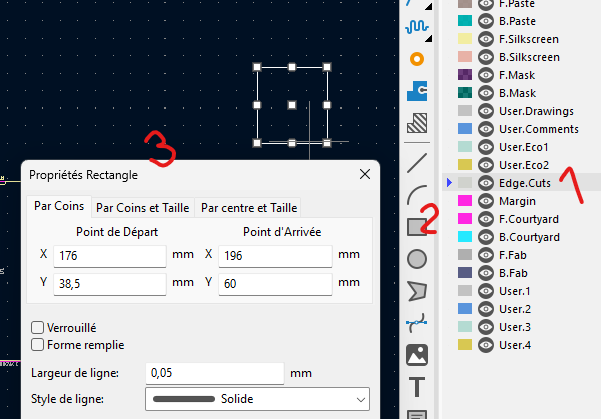 F.Paste
B.Paste
F.Silkscreen
B.Silkscreen
F.Mask
B.Mask
User.Drawings
User.Comments
User.Eco1
User.Eco2
Edge.Cuts
Margin
F.Courtyard
B.Courtyard
F.Fab
B.Fab
User.1
User.2
User.3
User.4
1
2
T
3
Propriétés Rectangle
Par Coins Par Coins et Taille Par centre et Taille
Point de Départ Point d'Arrivée
X 176 mm X 196 mm
Y 38,5 mm Y 60 mm
Verrouillé
Forme remplie
Largeur de ligne: 0,05 mm
Style de ligne: Solide